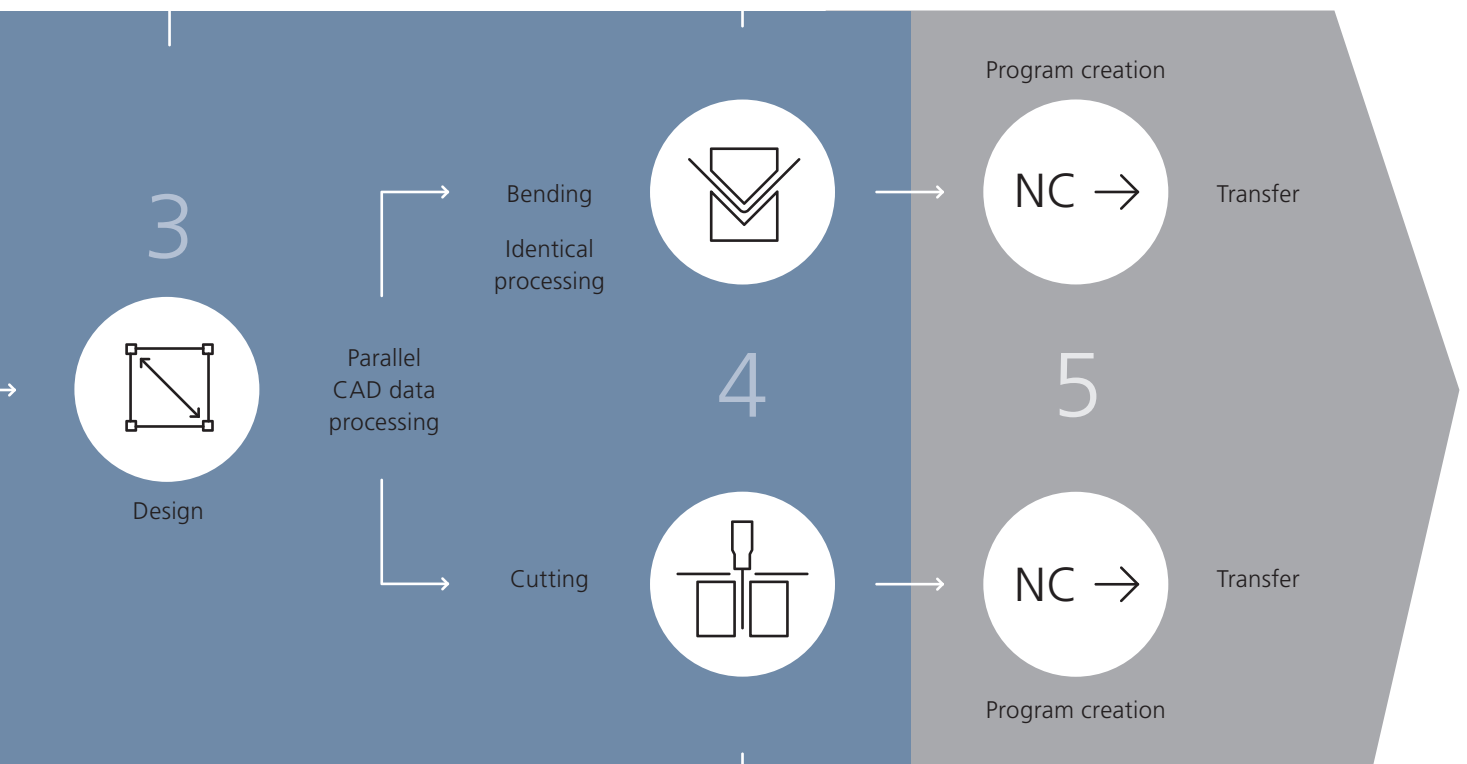 3
Design
Parallel
CAD data
processing
Bending
Identical
processing
Cutting
4
Program creation
NC
Transfer
5
NC
Transfer
Program creation